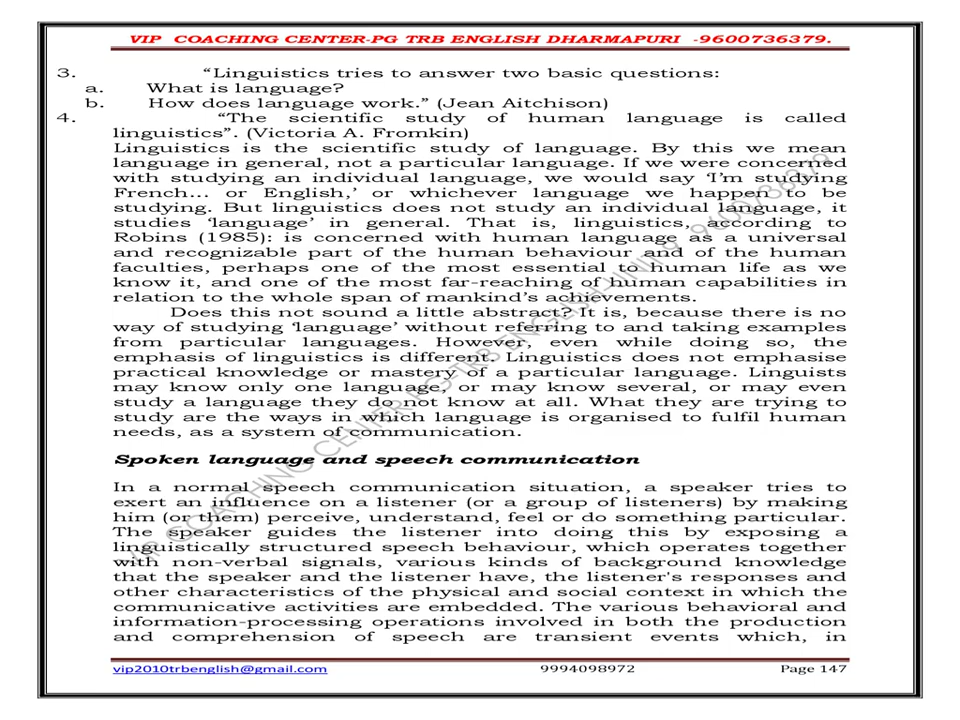 VIP COACHING CENTER-PG TRB ENGLISH DHARMAPURI -9600736379.
3. “Linguistics tries to answer two basic questions:
a. What is language?
b. How does language work.” (Jean Aitchison)
4. “The scientific study of human language is called
linguistics”. (Victoria A. Fromkin)
Linguistics is the scientific study of language. By this we mean
language in general, not a particular language. If we were concerned
with studying an individual language, we would say ‘I’m studying
French... or English,’ or whichever language we happen to be
studying. But linguistics does not study an individual language, it
studies ‘language’ in general. That is, linguistics, according to
Robins (1985): is concerned with human language as a universal
and recognizable part of the human behaviour and of the human
faculties, perhaps one of the most essential to human life as we
know it, and one of the most far-reaching of human capabilities in
relation to the whole span of mankind’s achievements.
Does this not sound a little abstract? It is, because there is no
way of studying ‘language’ without referring to and taking examples
from particular languages. However, even while doing so, the
emphasis of linguistics is different. Linguistics does not emphasise
practical knowledge or mastery of a particular language. Linguists
may know only one language, or may know several, or may even
study a language they do not know at all. What they are trying to
study are the ways in which language is organised to fulfil human
needs, as a system of communication.
Spoken language and speech communication
In a normal speech communication situation, a speaker tries to
exert an influence on a listener (or a group of listeners) by making
him (or them) perceive, understand, feel or do something particular.
The speaker guides the listener into doing this by exposing a
linguistically structured speech behaviour, which operates together
with non-verbal signals, various kinds of background knowledge
that the speaker and the listener have, the listener's responses and
other characteristics of the physical and social context in which the
communicative activities are embedded. The various behavioral and
information-processing operations involved in both the production
and comprehension of speech are transient events which, in
vip2010trbenglish@gmail.com 9994098972 Page 147